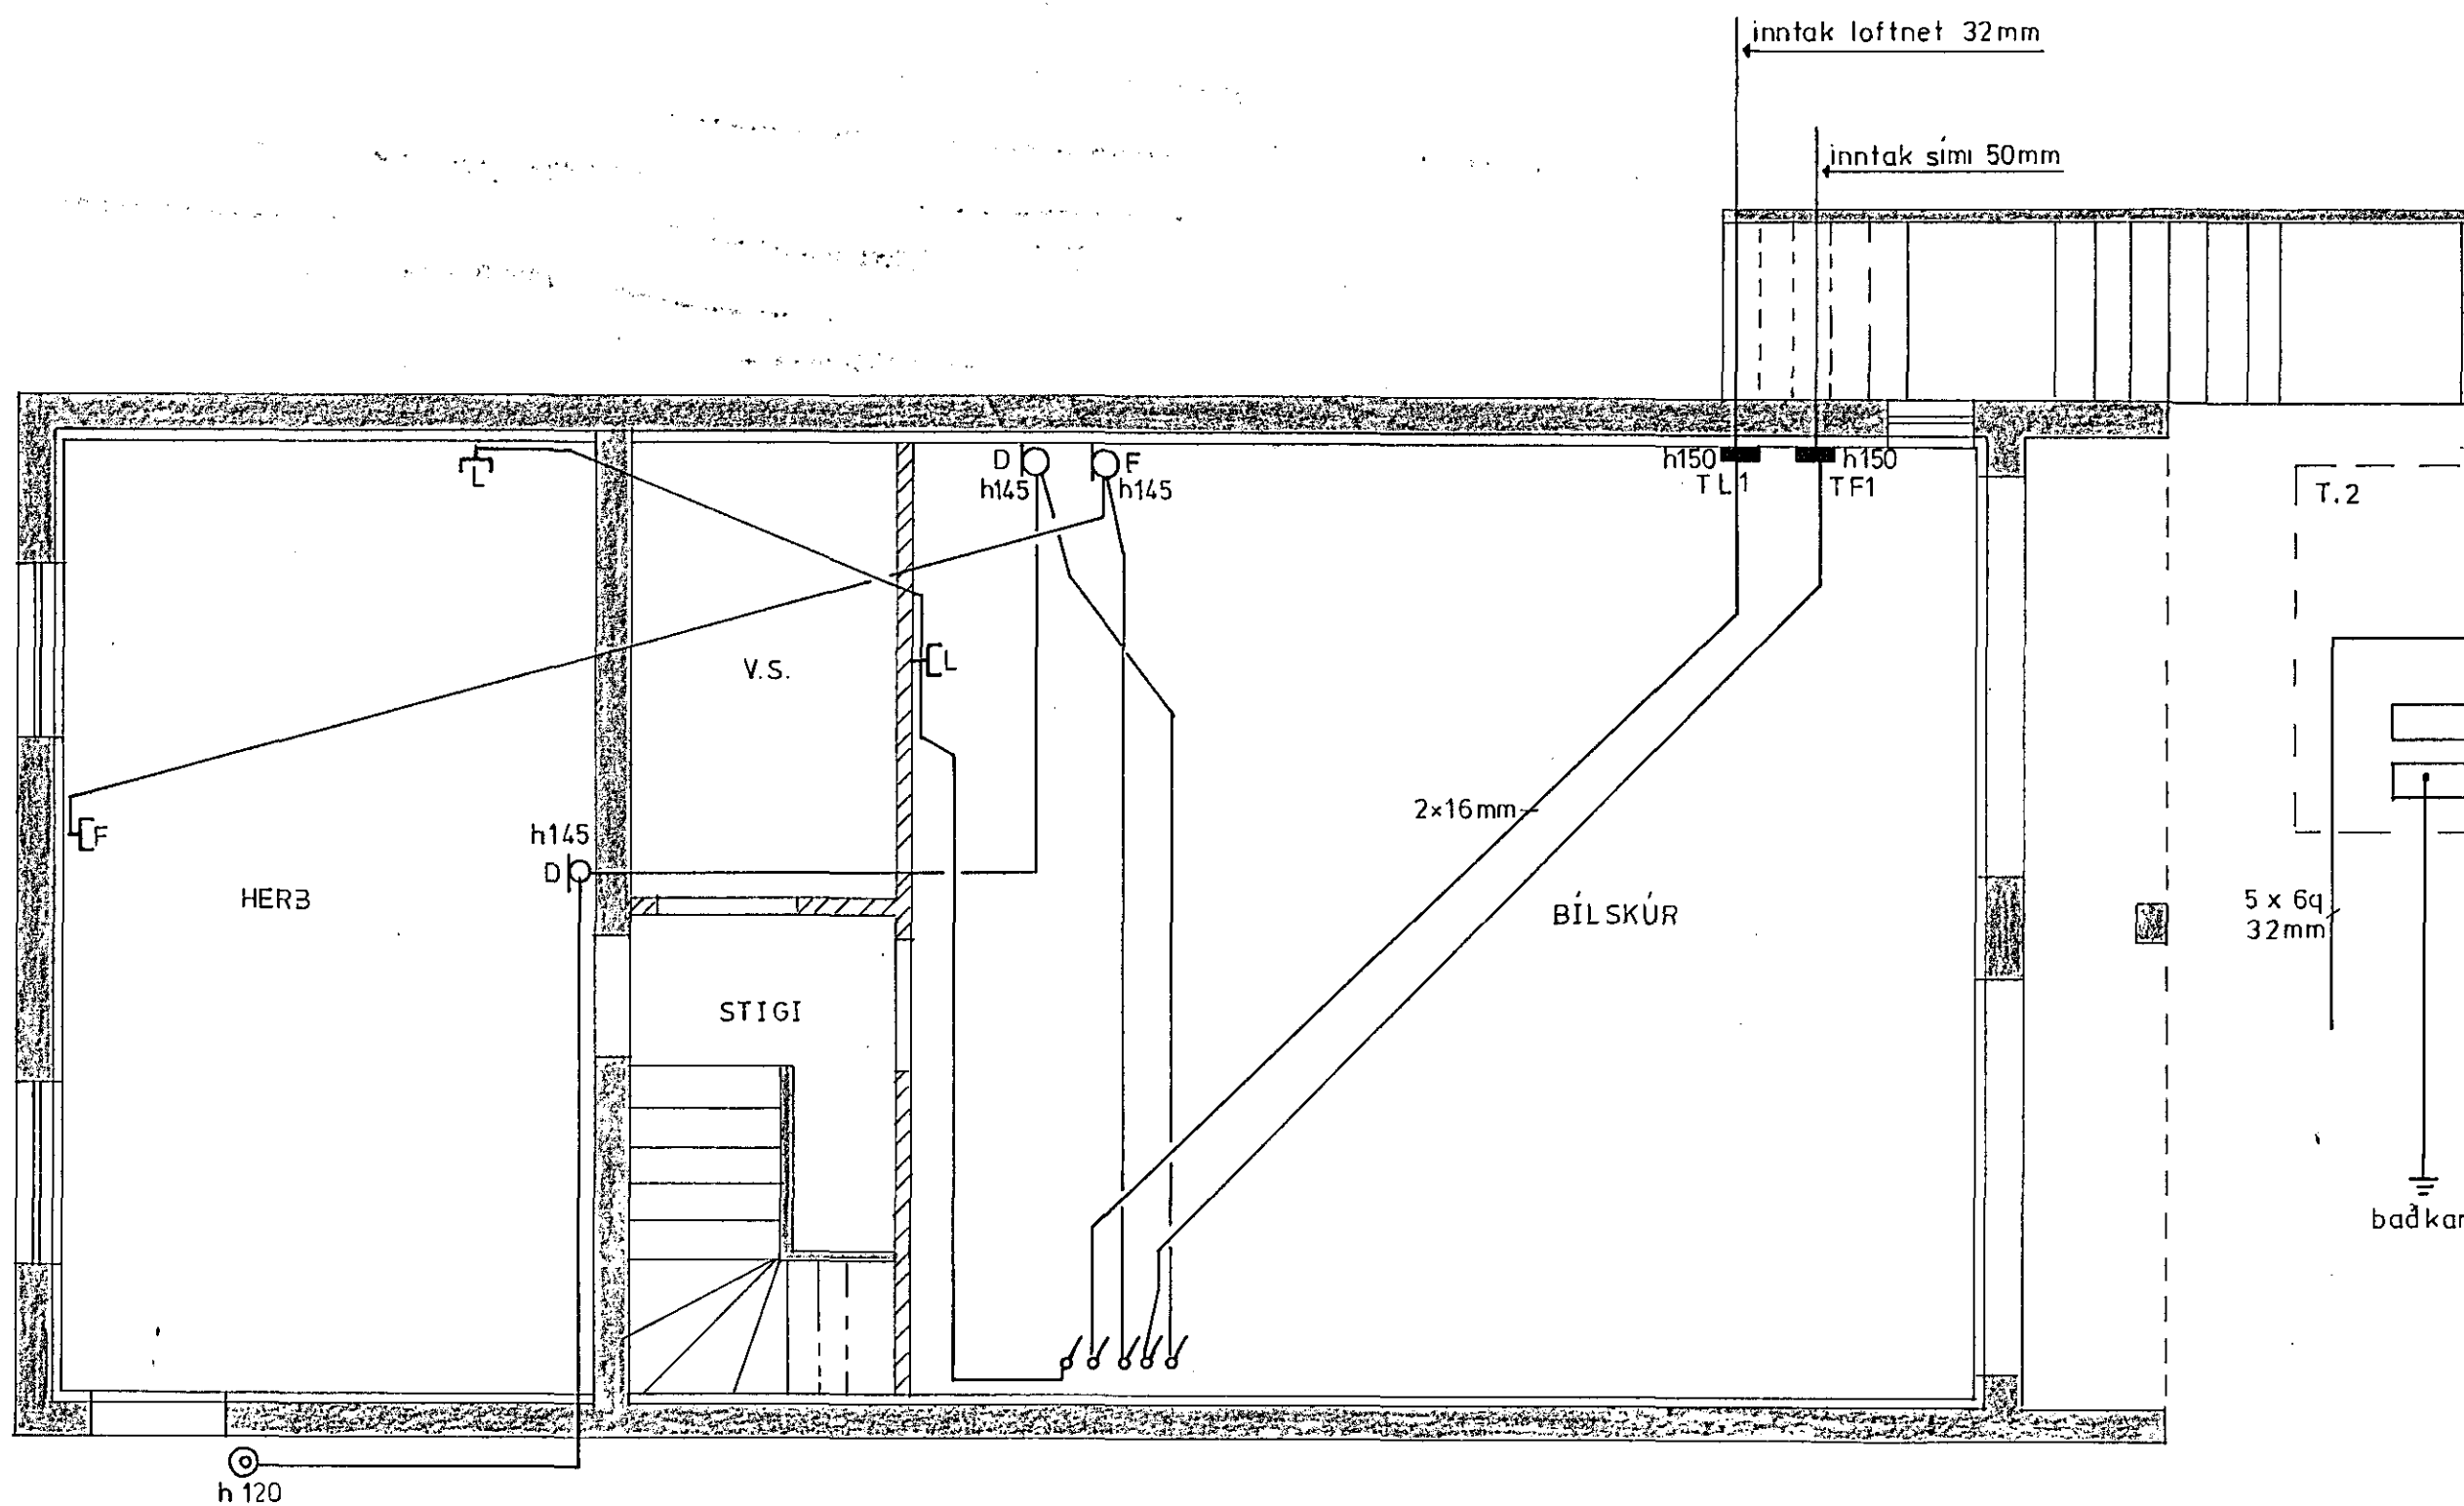 inntak loftnet 32mm
inntak sími 50mm
D
h145
F
h145
h150
TL1
h150
TF1
T.2
L
L
V.S.
2×16mm
F
h145
D
HERB
BÍLSKÚR
5 x 6q
32mm
STIGI
baðkar
h 120